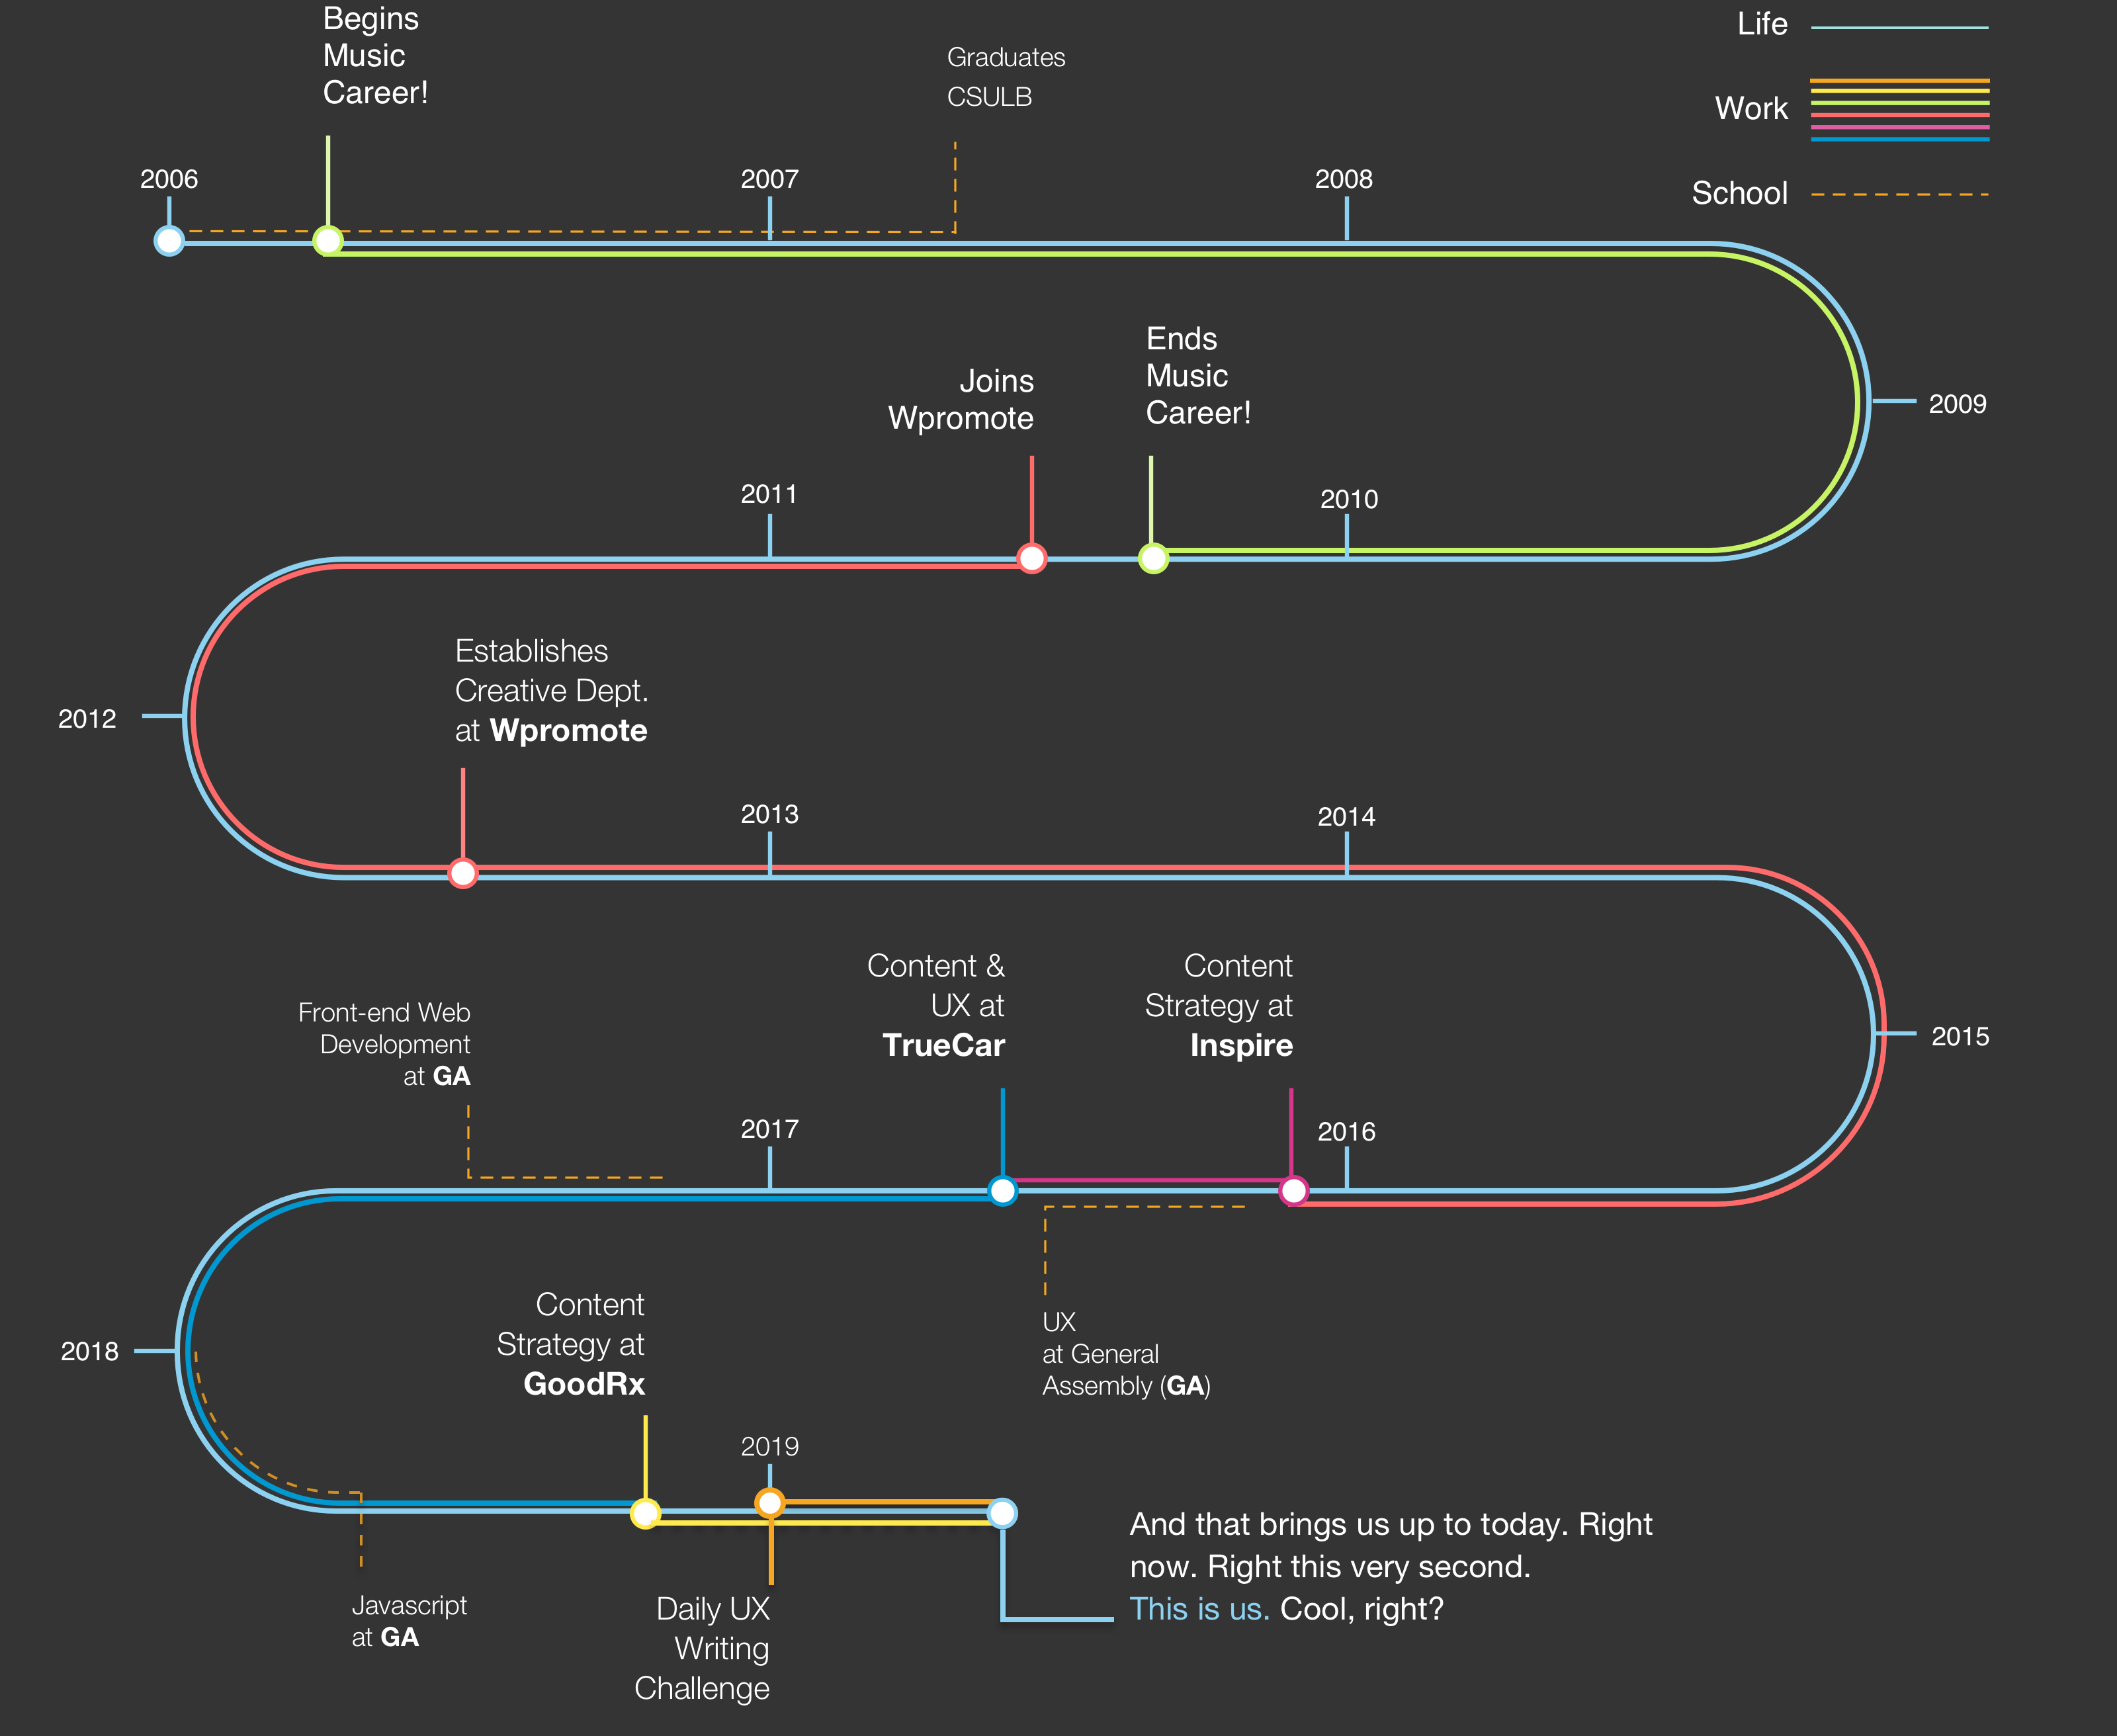 Begins
Music
Career!
Graduates
CSULB
Life
Work
School
2006
2007
2008
2009
Ends
Music
Career!
Joins
Wpromote
2010
2011
2012
Establishes
Creative Dept.
at Wpromote
2013
2014
2015
Content
Strategy at
Inspire
Content &
UX at
TrueCar
Front-end Web
Development
at GA
2016
2017
UX
at General
Assembly (GA)
2018
Content
Strategy at
GoodRx
2019
Javascript
at GA
Daily UX
Writing
Challenge
And that brings us up to today. Right
now. Right this very second.
This is us. Cool, right?